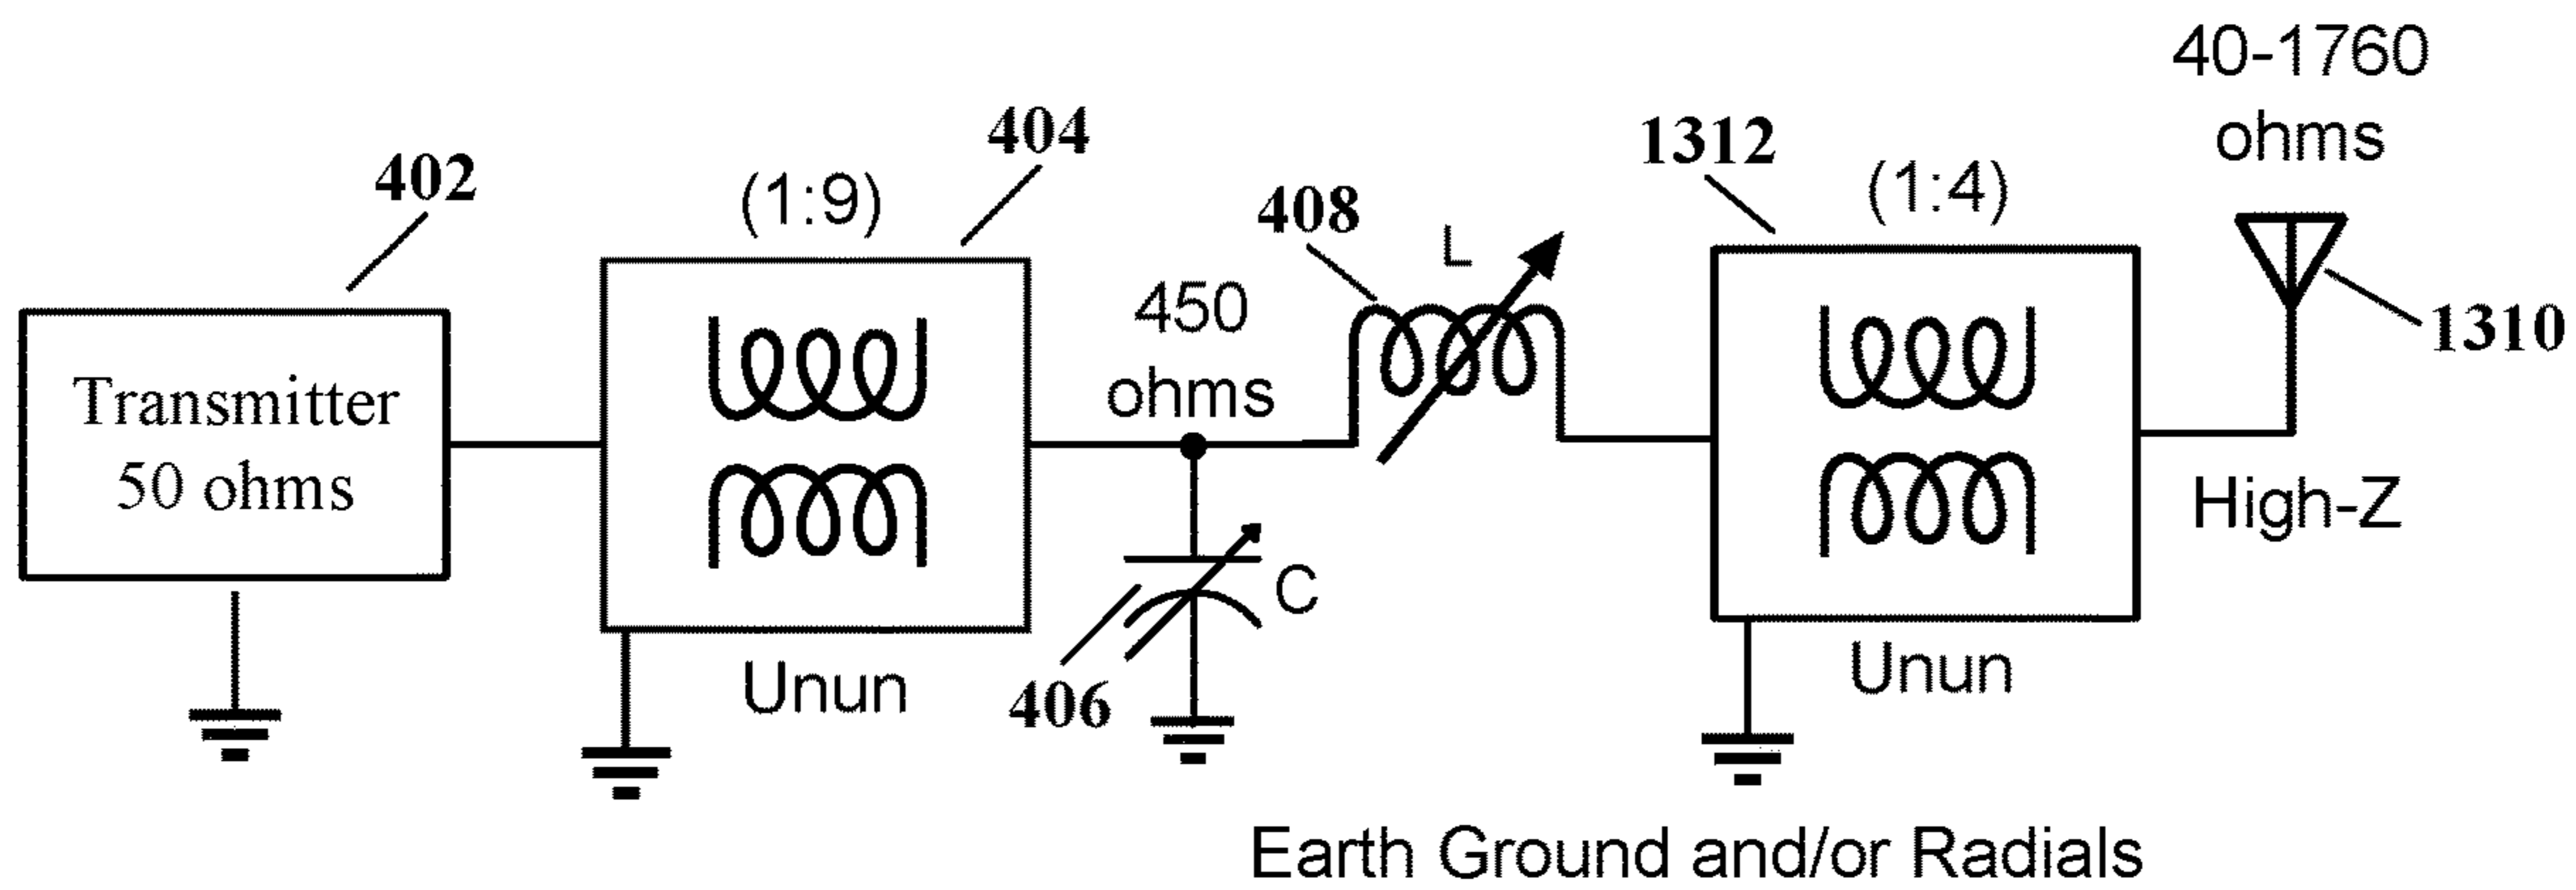 40-1760
ohms
404
1312
402
(1:9)
(1:4)
408
L
450
ohms
1310
Transmitter
50 ohms
High-Z
C
Unun
406
Unun
Earth Ground and/or Radials